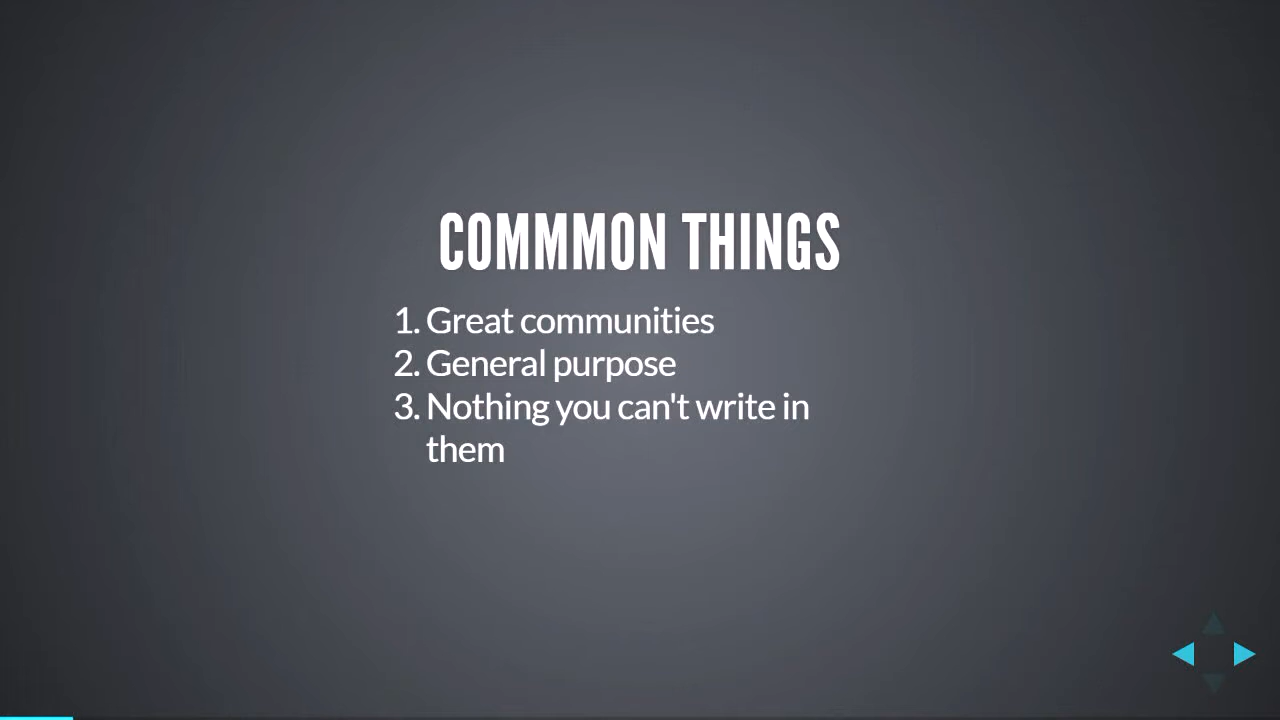 COMMMON THINGS
1. Great communities
2. General purpose
3. Nothing you can't write in
them